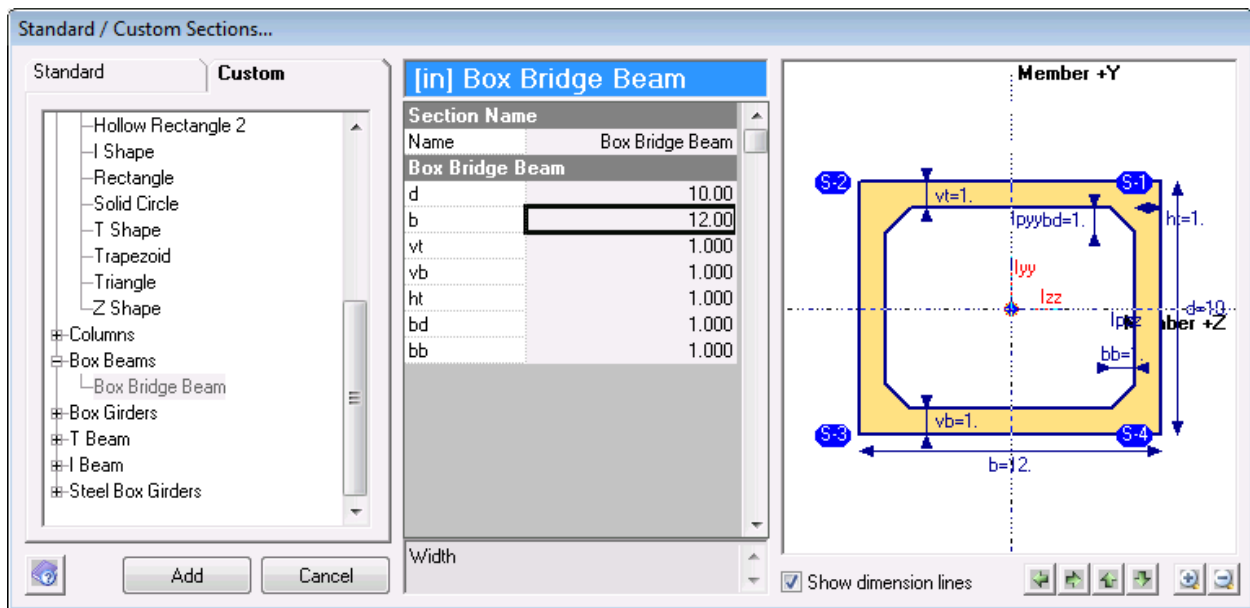 Standard / Custom Sections...
Standard
Custom
Hollow Rectangle 2
I Shape
Rectangle
Solid Circle
T Shape
Trapezoid
Triangle
Z Shape
Columns
Box Beams
Box Bridge Beam
Box Girders
T Beam
I Beam
Steel Box Girders
Add
Cancel
[in] Box Bridge Beam
Section Name
Name Box Bridge Beam
Box Bridge Beam
d 10.00
b 12.00
vt 1.000
vb 1.000
ht 1.000
bd 1.000
bb 1.000
Width
Member +Y
S-2
vt=1.
S-1
Ipyybd=1.
ht=1.
Iyy
Izz
d=10.
ber +Z
bb=1.
S-3
vb=1.
S-4
b=12.
Show dimension lines